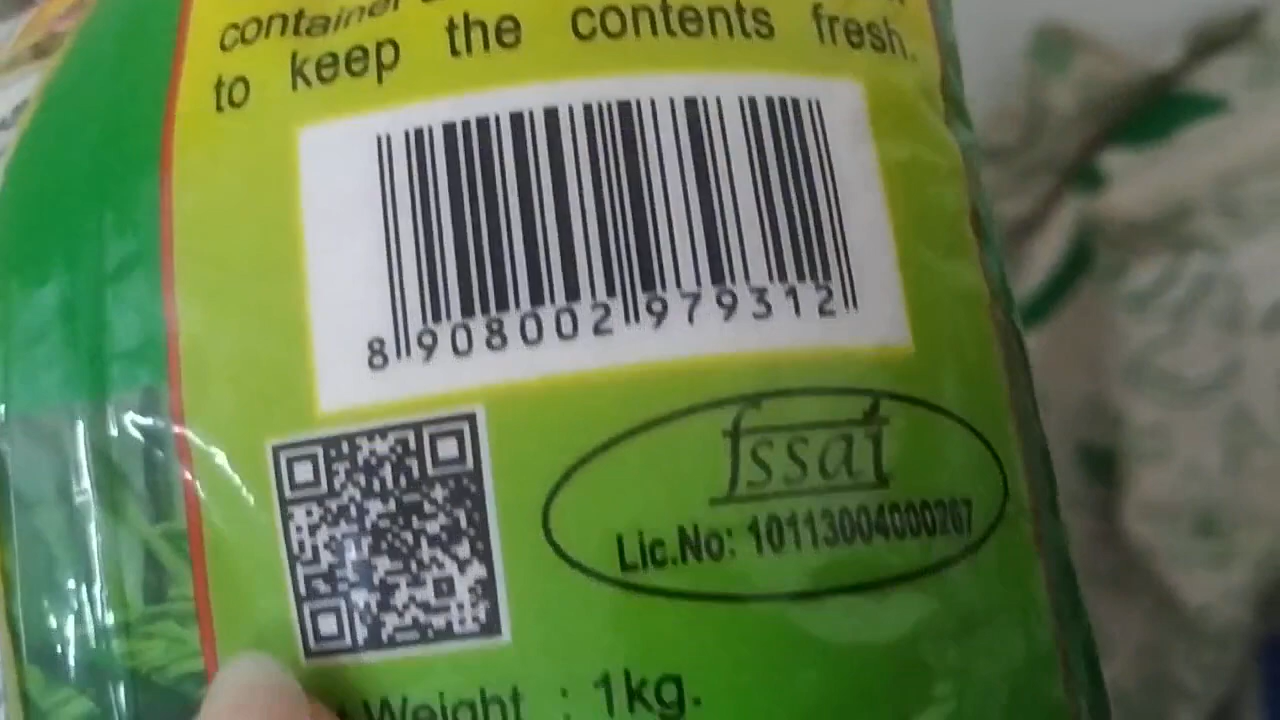 container
to keep the contents fresh.
8 908002 979312
fssai
Lic.No: 10113004000267
Weight : 1kg.